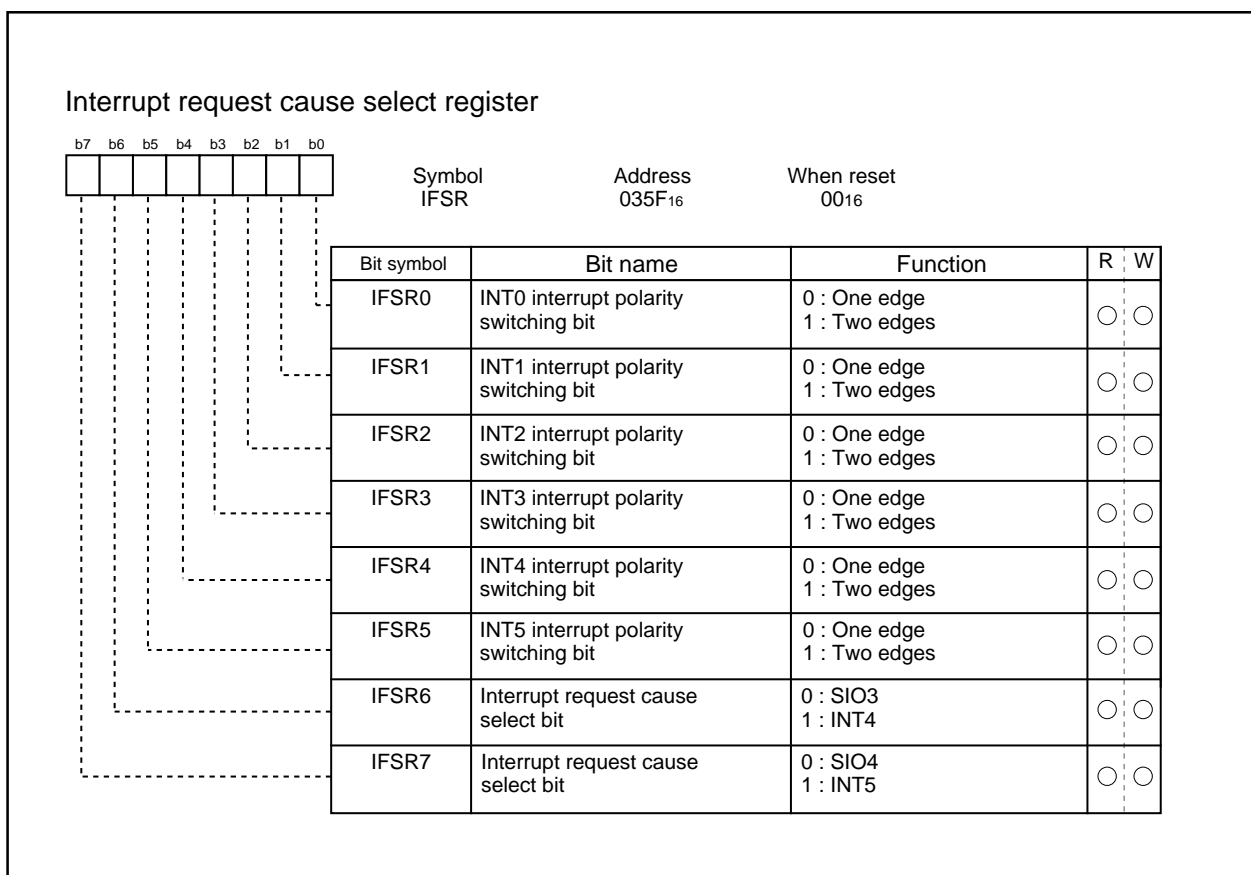 Interrupt request cause select register
b7 b6 b5 b4 b3 b2 b1 b0
Symbol Address When reset
IFSR 035F16 0016
Bit symbol Bit name Function R W
IFSR0 INT0 interrupt polarity 0 : One edge
switching bit 1 : Two edges
IFSR1 INT1 interrupt polarity 0 : One edge
switching bit 1 : Two edges
IFSR2 INT2 interrupt polarity 0 : One edge
switching bit 1 : Two edges
IFSR3 INT3 interrupt polarity 0 : One edge
switching bit 1 : Two edges
IFSR4 INT4 interrupt polarity 0 : One edge
switching bit 1 : Two edges
IFSR5 INT5 interrupt polarity 0 : One edge
switching bit 1 : Two edges
IFSR6 Interrupt request cause 0 : SIO3
select bit 1 : INT4
IFSR7 Interrupt request cause 0 : SIO4
select bit 1 : INT5